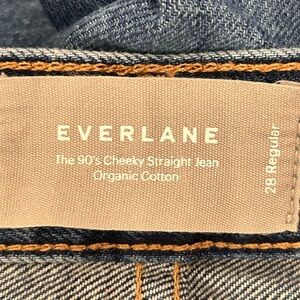 EVERLANE
The 90's Cheeky Straight Jean
Organic Cotton
28 Regular